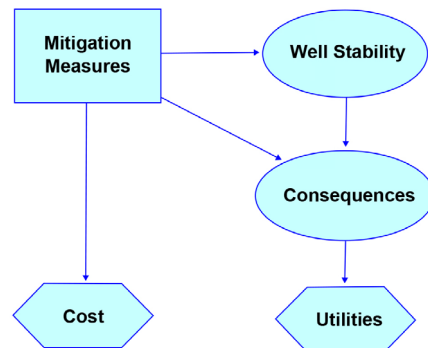 Mitigation
Measures
Well Stability
Consequences
Cost
Utilities